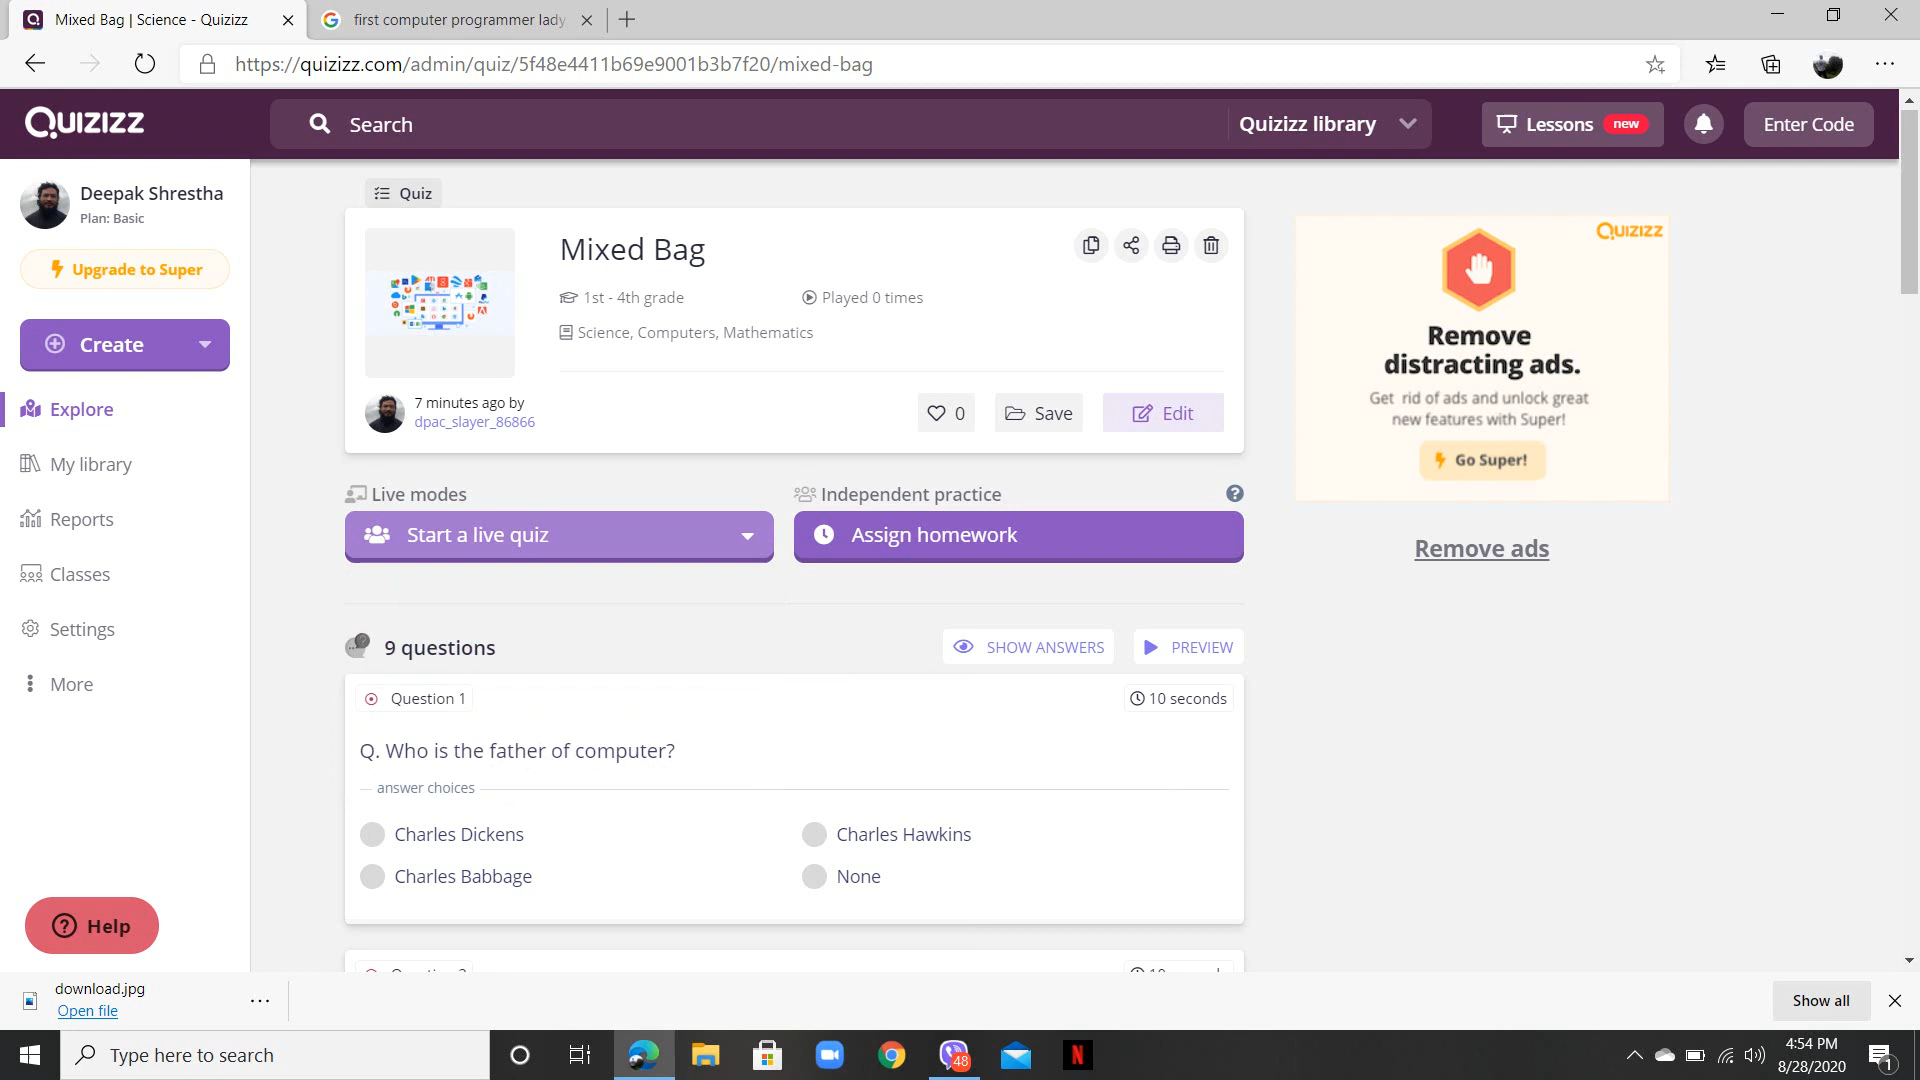 Mixed Bag | Science - Quizizz
first computer programmer lady
https://quizizz.com/admin/quiz/5f48e4411b69e9001b3b7f20/mixed-bag
Quizizz
Search
Quizizz library
Lessons new
Enter Code
Deepak Shrestha
Plan: Basic
Upgrade to Super
Create
Explore
My library
Reports
Classes
Settings
More
Help
Quiz
Mixed Bag
1st - 4th grade
Played 0 times
Science, Computers, Mathematics
7 minutes ago by
dpac_slayer_86866
0
Save
Edit
Live modes
Start a live quiz
Independent practice
Assign homework
9 questions
SHOW ANSWERS
PREVIEW
Question 1
10 seconds
Q. Who is the father of computer?
answer choices
Charles Dickens
Charles Hawkins
Charles Babbage
None
Quizizz
Remove
distracting ads.
Get rid of ads and unlock great
new features with Super!
Go Super!
Remove ads
download.jpg
Open file
Show all
Type here to search
48
4:54 PM
8/28/2020
1